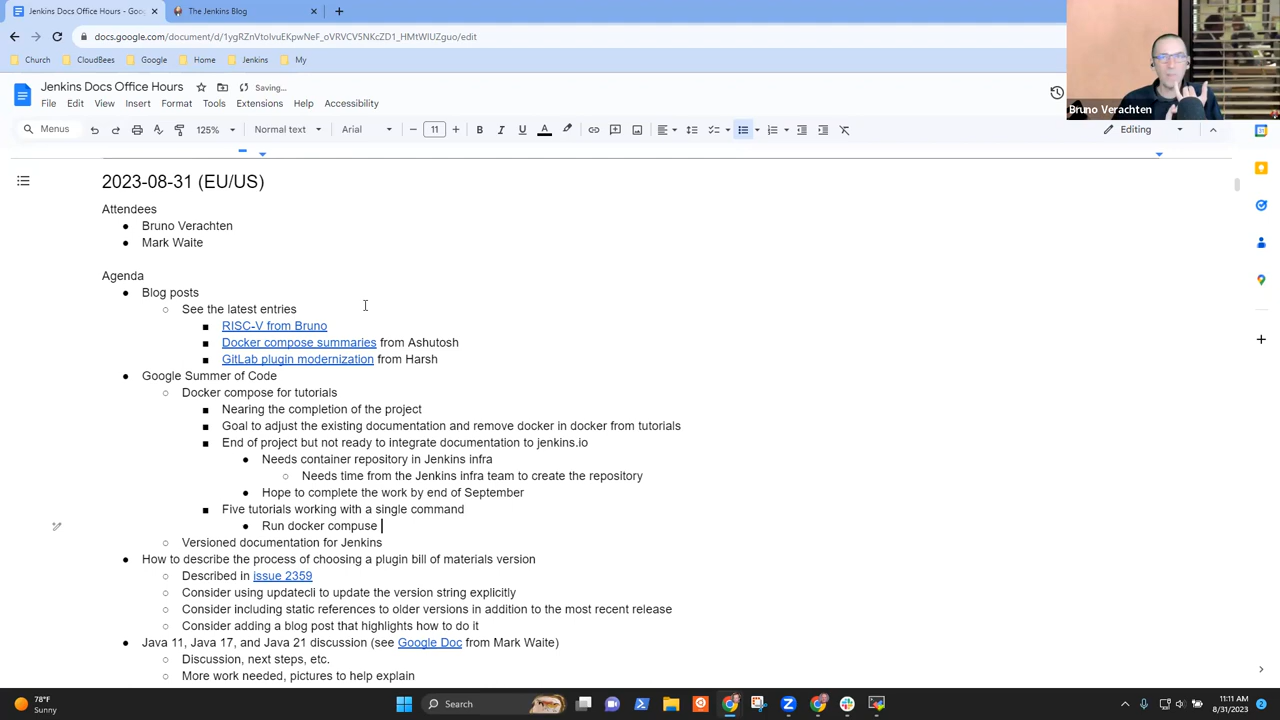 Jenkins Docs Office Hours - Go
The Jenkins Blog
docs.google.com/document/d/1ygRZnVtoIvuEKpwNeF_oVRVCV5NKcZD1_HMtWIUZguo/edit
Church CloudBees Google Home Jenkins My
Jenkins Docs Office Hours Saving...
File Edit View Insert Format Tools Extensions Help Accessibility
Bruno Verachten
Menus 125% Normal text Arial 11 B I U A Editing
2023-08-31 (EU/US)
Attendees
Bruno Verachten
Mark Waite
Agenda
Blog posts
See the latest entries
RISC-V from Bruno
Docker compose summaries from Ashutosh
GitLab plugin modernization from Harsh
Google Summer of Code
Docker compose for tutorials
Nearing the completion of the project
Goal to adjust the existing documentation and remove docker in docker from tutorials
End of project but not ready to integrate documentation to jenkins.io
Needs container repository in Jenkins infra
Needs time from the Jenkins infra team to create the repository
Hope to complete the work by end of September
Five tutorials working with a single command
Run docker compuse
Versioned documentation for Jenkins
How to describe the process of choosing a plugin bill of materials version
Described in issue 2359
Consider using updatecli to update the version string explicitly
Consider including static references to older versions in addition to the most recent release
Consider adding a blog post that highlights how to do it
Java 11, Java 17, and Java 21 discussion (see Google Doc from Mark Waite)
Discussion, next steps, etc.
More work needed, pictures to help explain
78°F
Sunny
Search
11:11 AM
8/31/2023